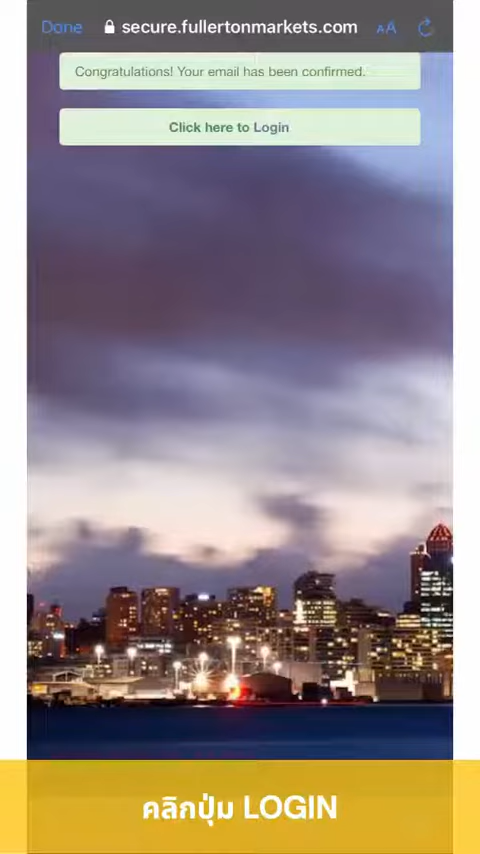 Done secure.fullertonmarkets.com AA
Congratulations! Your email has been confirmed.
Click here to Login
คลิกปุ่ม LOGIN